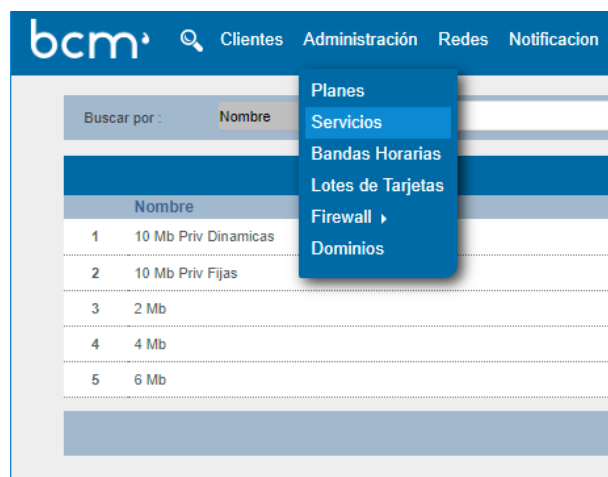 bcm Clientes Administración Redes Notificacion
Planes
Buscar por : Nombre Servicios
Bandas Horarias
Lotes de Tarjetas
Nombre
Firewall
1 10 Mb Priv Dinamicas
Dominios
2 10 Mb Priv Fijas
3 2 Mb
4 4 Mb
5 6 Mb